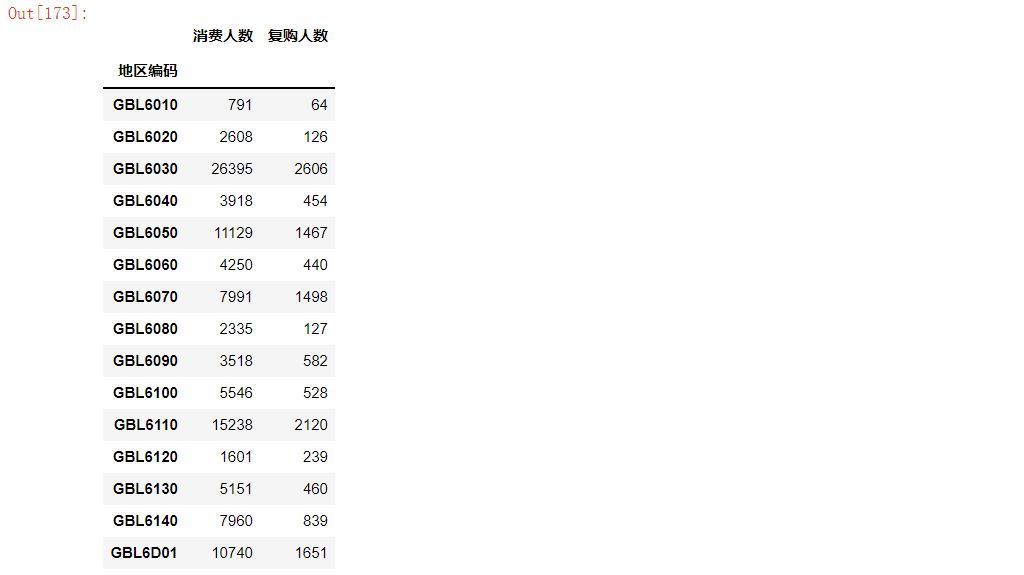 Out[173]:
消费人数 复购人数
地区编码
GBL6010 791 64
GBL6020 2608 126
GBL6030 26395 2606
GBL6040 3918 454
GBL6050 11129 1467
GBL6060 4250 440
GBL6070 7991 1498
GBL6080 2335 127
GBL6090 3518 582
GBL6100 5546 528
GBL6110 15238 2120
GBL6120 1601 239
GBL6130 5151 460
GBL6140 7960 839
GBL6D01 10740 1651